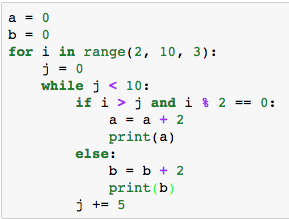 a = 0
b = 0
for i in range(2, 10, 3):
    j = 0
    while j < 10:
        if i > j and i % 2 == 0:
            a = a + 2
            print(a)
        else:
            b = b + 2
            print(b)
        j += 5